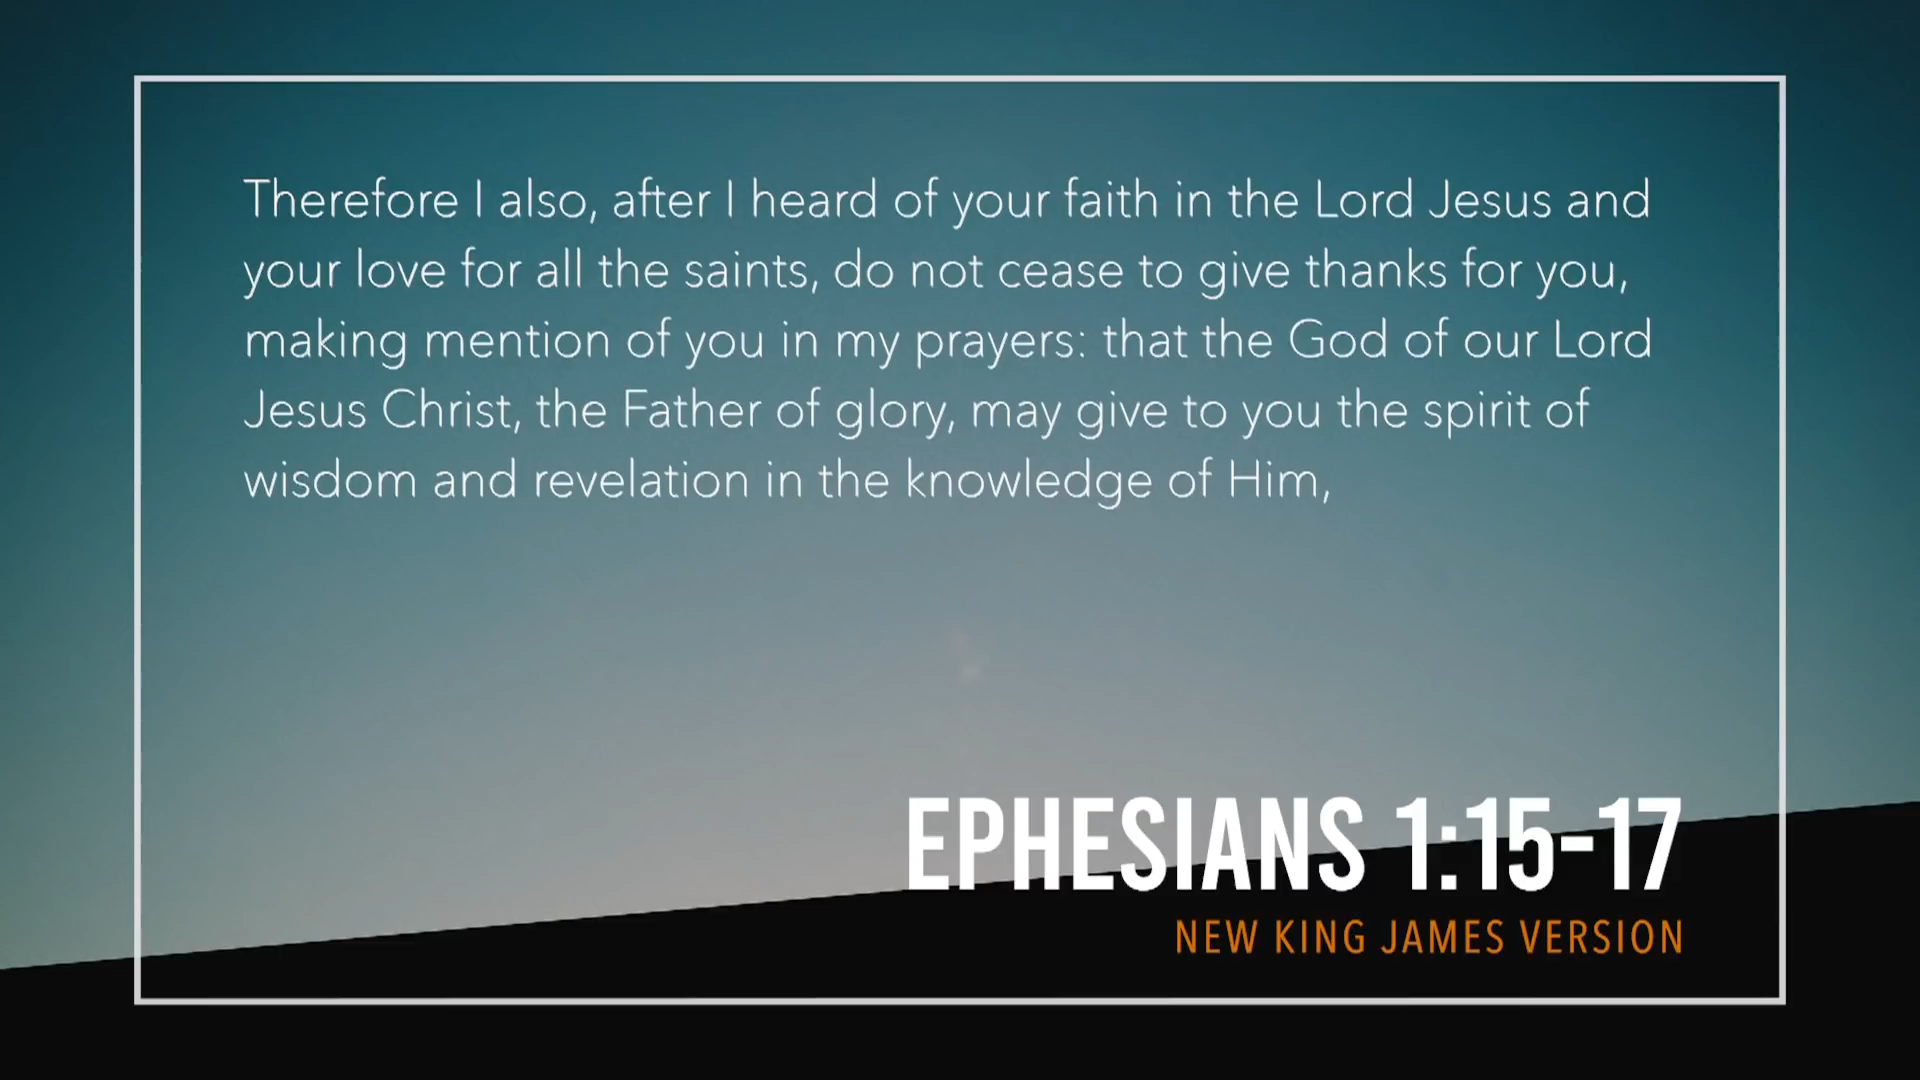 Therefore I also, after I heard of your faith in the Lord Jesus and
your love for all the saints, do not cease to give thanks for you,
making mention of you in my prayers: that the God of our Lord
Jesus Christ, the Father of glory, may give to you the spirit of
wisdom and revelation in the knowledge of Him,
EPHESIANS 1:15-17
NEW KING JAMES VERSION